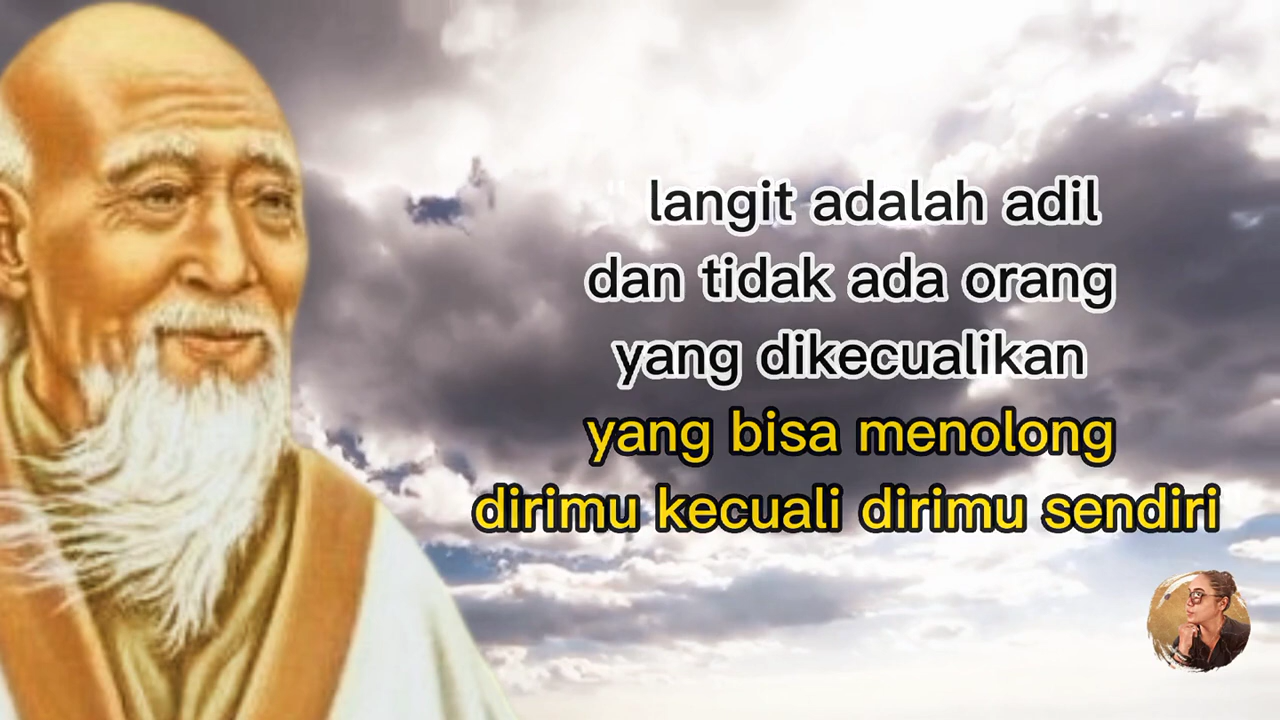 " langit adalah adil
dan tidak ada orang
yang dikecualikan
yang bisa menolong
dirimu kecuali dirimu sendiri